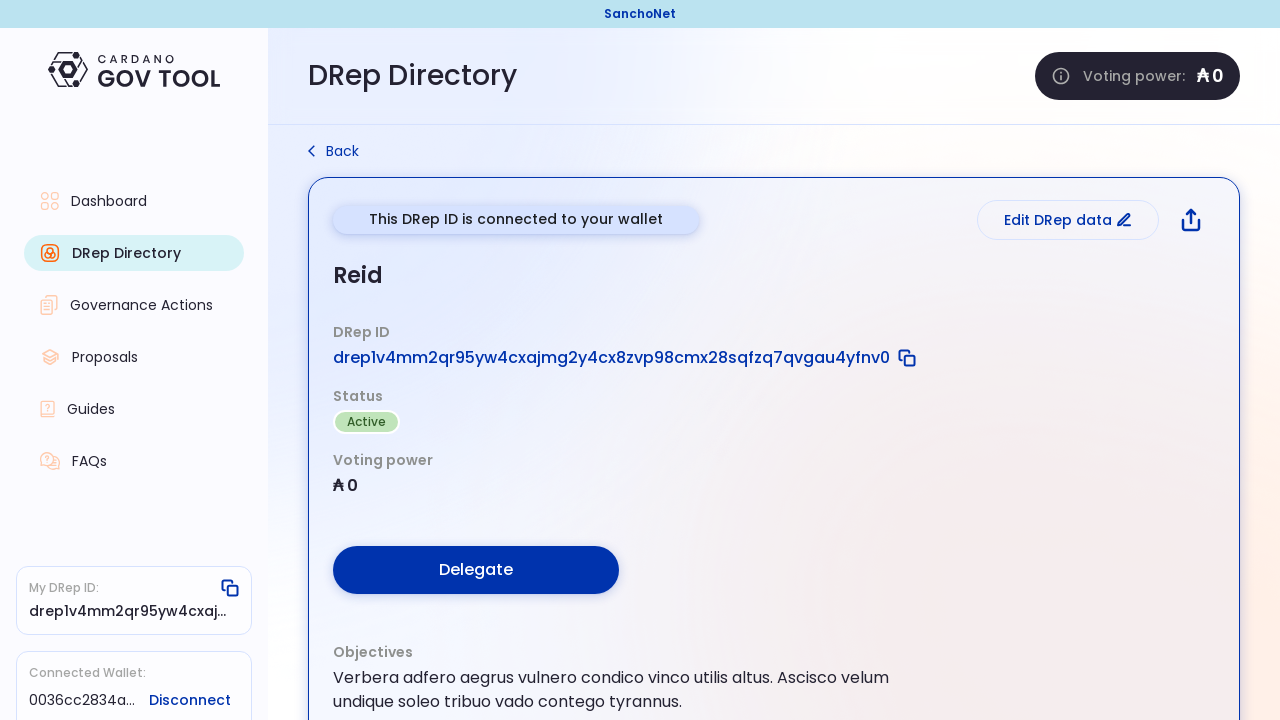 SanchoNet
CARDANO
GOV TOOL
DRep Directory
Voting power: ₳ 0
Back
Dashboard
DRep Directory
Governance Actions
Proposals
Guides
FAQs
This DRep ID is connected to your wallet
Edit DRep data
Reid
DRep ID
drep1v4mm2qr95yw4cxajmg2y4cx8zvp98cmx28sqfzq7qvgau4yfnv0
Status
Active
Voting power
₳ 0
Delegate
Objectives
Verbera adfero aegrus vulnero condico vinco utilis altus. Ascisco velum
undique soleo tribuo vado contego tyrannus.
My DRep ID:
drep1v4mm2qr95yw4cxaj...
Connected Wallet:
0036cc2834a... Disconnect